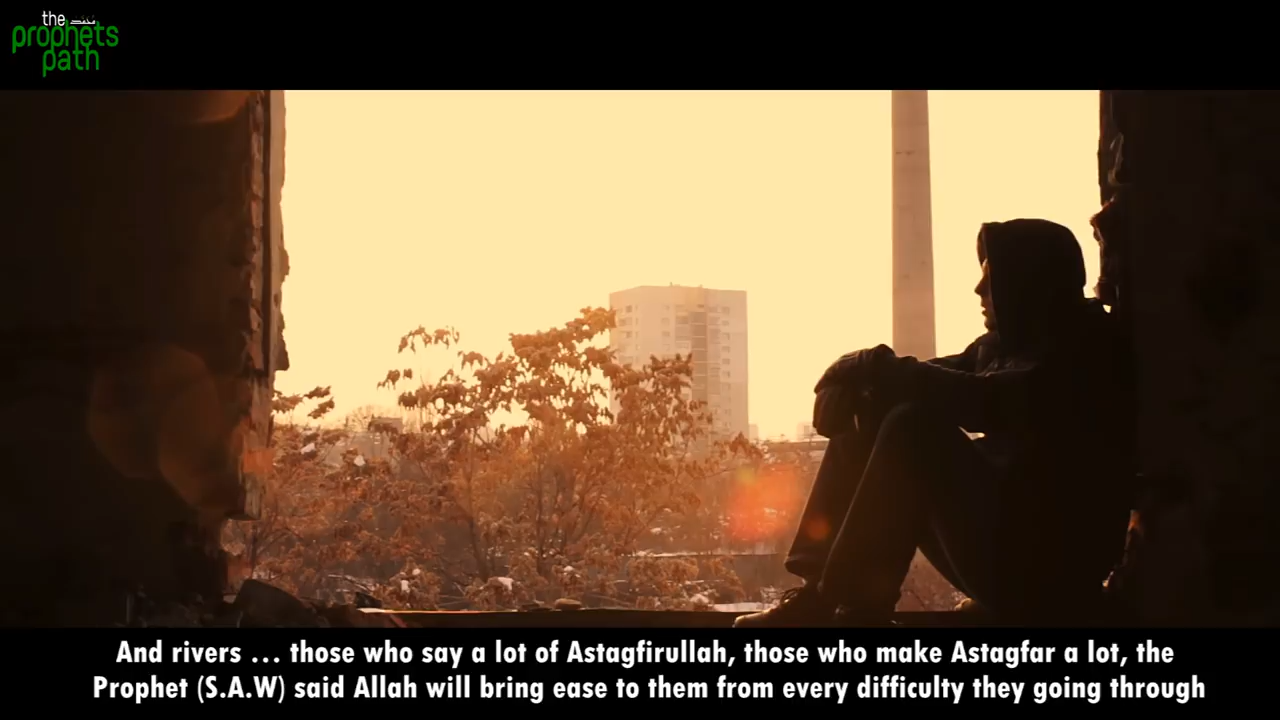 the
prophets
path
And rivers ... those who say a lot of Astagfirullah, those who make Astagfar a lot, the
Prophet (S.A.W) said Allah will bring ease to them from every difficulty they going through